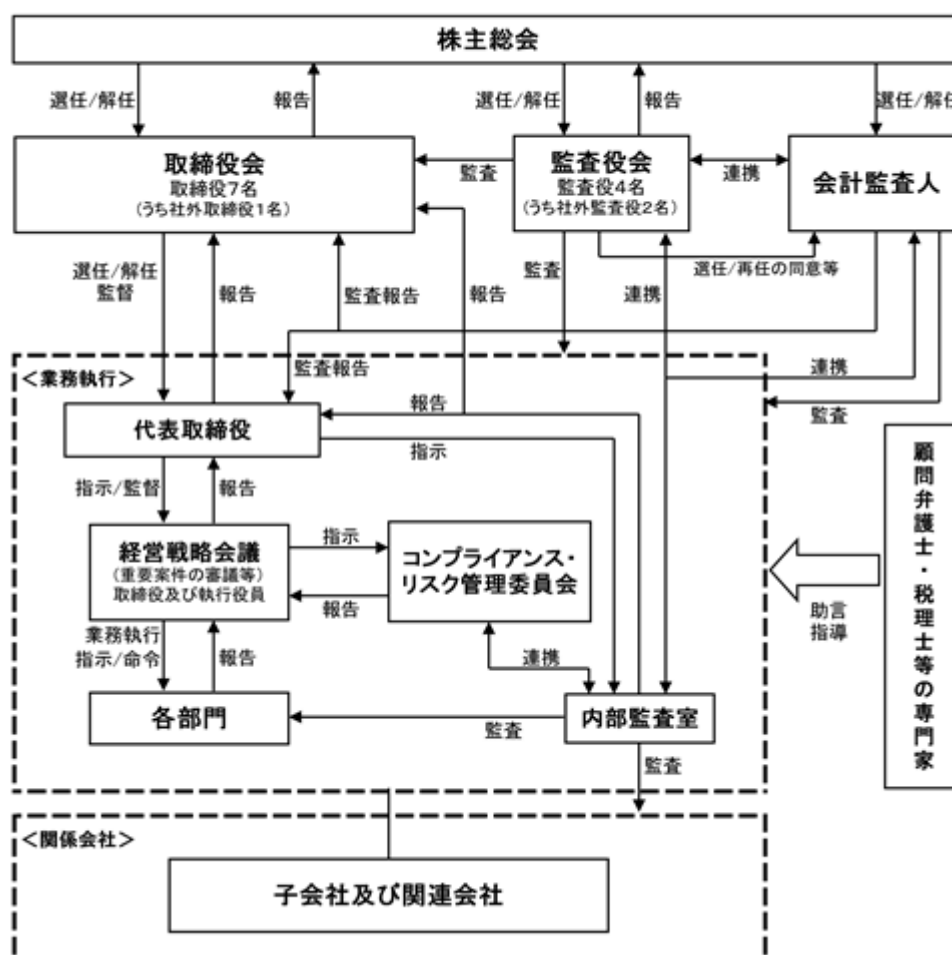 株主総会
選任/解任
報告
選任/解任
報告
選任/解任
取締役会
取締役7名
(うち社外取締役1名)
監査
監査役会
監査役4名
(うち社外監査役2名)
連携
会計監査人
選任/解任
監督
報告
監査報告
報告
監査
連携
選任/再任の同意等
＜業務執行＞
監査報告
連携
代表取締役
報告
指示
監査
指示/監督
報告
経営戦略会議
(重要案件の審議等)
取締役及び執行役員
指示
報告
コンプライアンス・
リスク管理委員会
顧問弁護士・税理士等の専門家
助言
指導
業務執行
指示/命令
報告
連携
各部門
監査
内部監査室
監査
＜関係会社＞
子会社及び関連会社